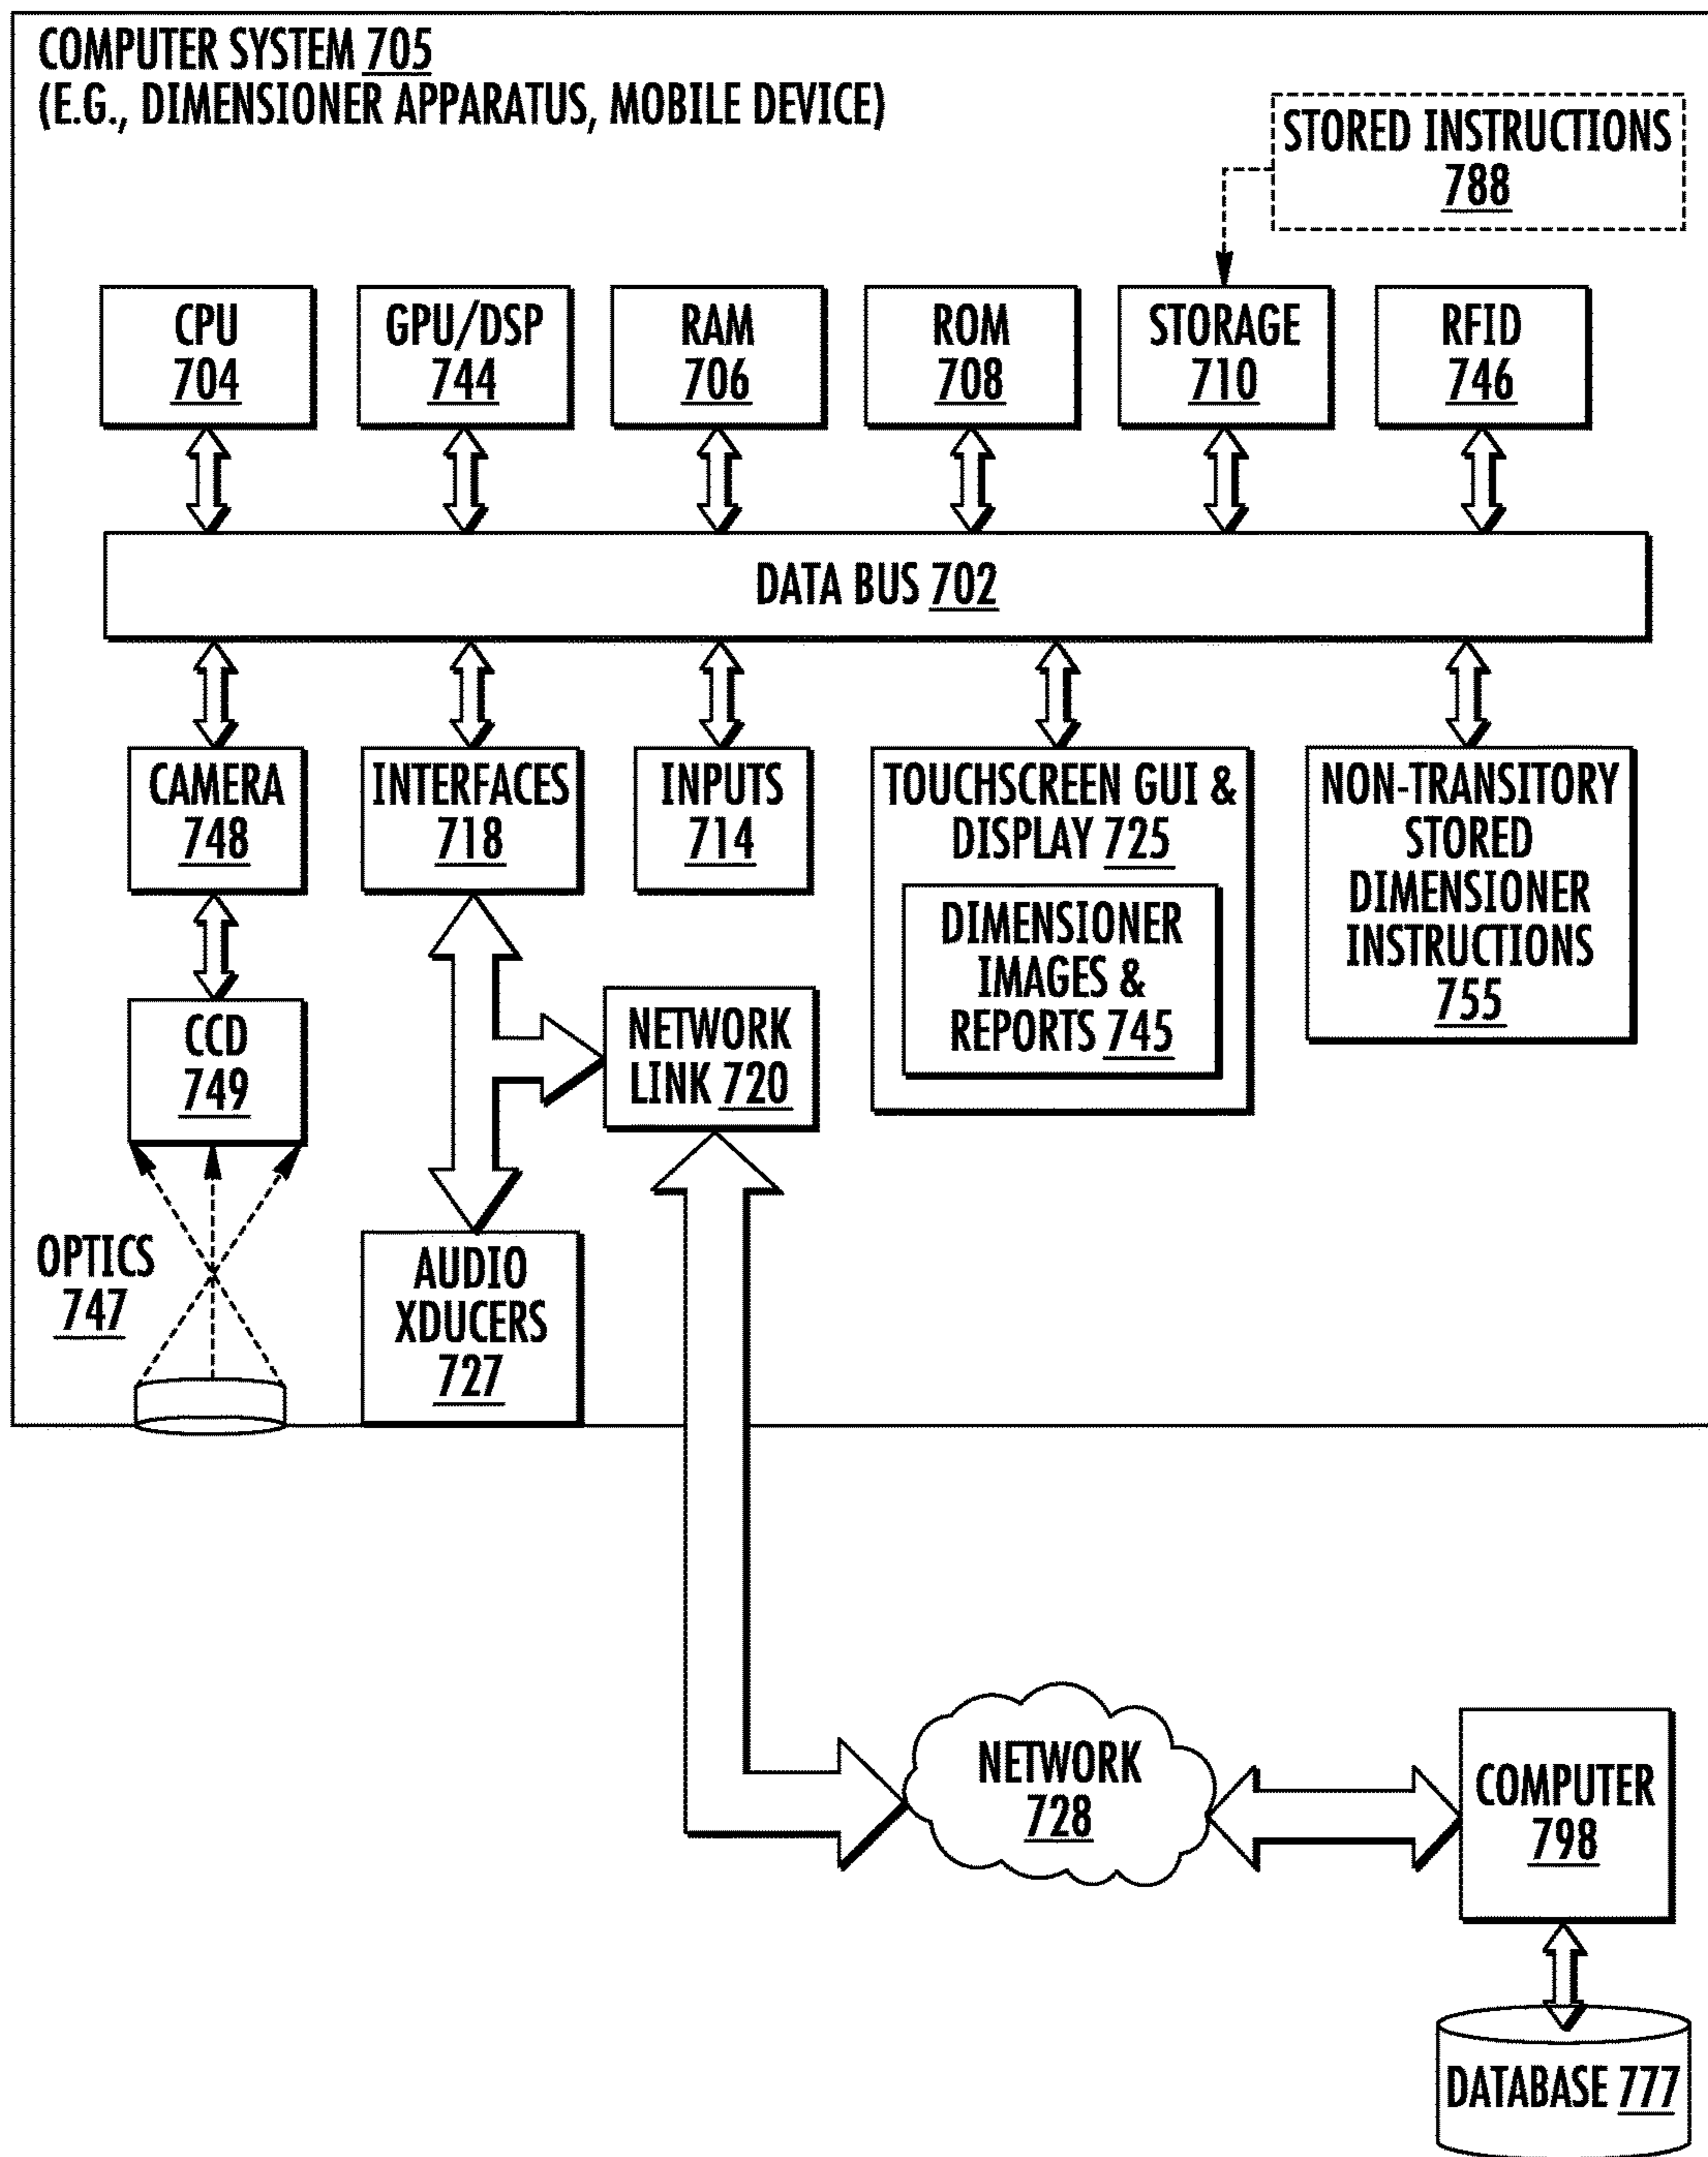 COMPUTER SYSTEM 705
(E.G., DIMENSIONER APPARATUS, MOBILE DEVICE)
STORED INSTRUCTIONS
788
CPU
704
GPU/DSP
744
RAM
706
ROM
708
STORAGE
710
RFID
746
DATA BUS 702
CAMERA
748
INTERFACES
718
INPUTS
714
TOUCHSCREEN GUI &
DISPLAY 725
DIMENSIONER
IMAGES &
REPORTS 745
NON-TRANSITORY
STORED
DIMENSIONER
INSTRUCTIONS
755
CCD
749
NETWORK
LINK 720
OPTICS
747
AUDIO
XDUCERS
727
NETWORK
728
COMPUTER
798
DATABASE 777